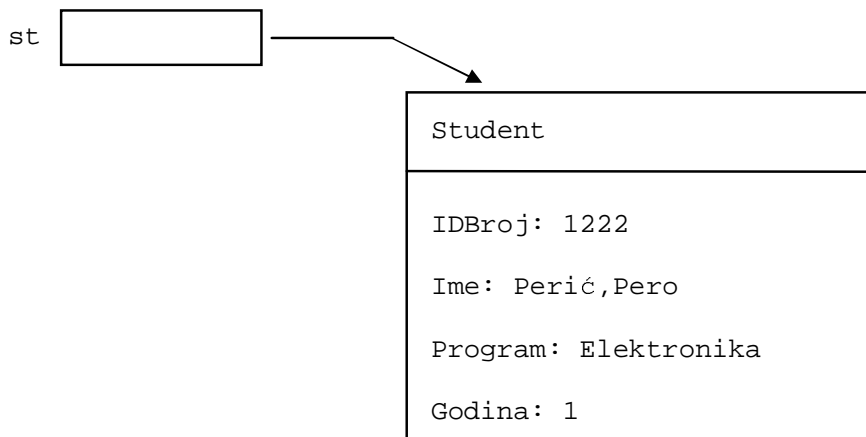 st
Student
IDBroj: 1222
Ime: Perić,Pero
Program: Elektronika
Godina: 1